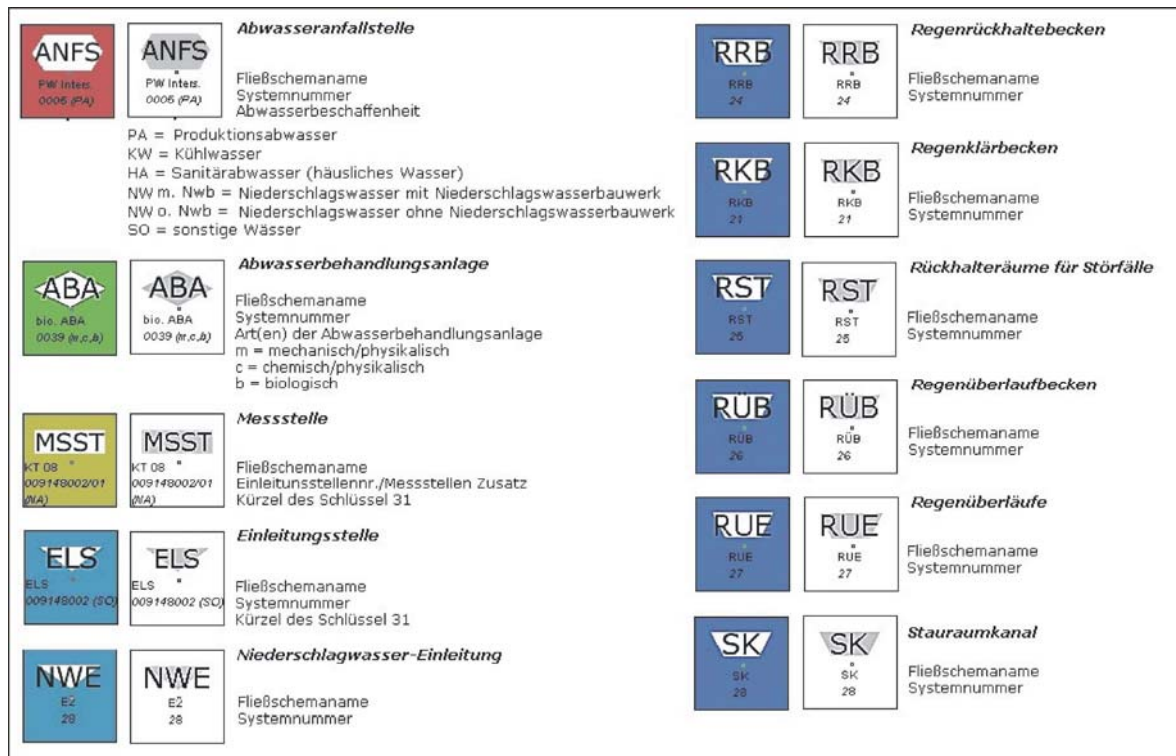 Abwasseranfallstelle
ANFS ANFS
PW Inters. PW Inters. Fließschemaname
0005 (PA) 0005 (PA) Systemnummer
Abwasserbeschaffenheit
PA = Produktionsabwasser
KW = Kühlwasser
HA = Sanitärabwasser (häusliches Wasser)
NW m. Nwb = Niederschlagswasser mit Niederschlagswasserbauwerk
NW o. Nwb = Niederschlagswasser ohne Niederschlagswasserbauwerk
SO = sonstige Wässer
Abwasserbehandlungsanlage
ABA ABA
bio. ABA bio. ABA Fließschemaname
0039 (m,c,b) 0039 (m,c,b) Systemnummer
Art(en) der Abwasserbehandlungsanlage
m = mechanisch/physikalisch
c = chemisch/physikalisch
b = biologisch
Messstelle
MSST MSST
KT 08 KT 08 Fließschemaname
009148002/01 009148002/01 Einleitunsstellennr./Messstellen Zusatz
(NA) (NA) Kürzel des Schlüssel 31
Einleitungsstelle
ELS ELS
ELS ELS Fließschemaname
009148002 (SO) 009148002 (SO) Systemnummer
Kürzel des Schlüssel 31
Niederschlagwasser-Einleitung
NWE NWE
E2 E2 Fließschemaname
28 28 Systemnummer
Regenrückhaltebecken
RRB RRB
RRB RRB Fließschemaname
24 24 Systemnummer
Regenklärbecken
RKB RKB
RKB RKB Fließschemaname
21 21 Systemnummer
Rückhalteräume für Störfälle
RST RST
RST RST Fließschemaname
25 25 Systemnummer
Regenüberlaufbecken
RÜB RÜB
RÜB RÜB Fließschemaname
26 26 Systemnummer
Regenüberläufe
RUE RUE
RUE RUE Fließschemaname
27 27 Systemnummer
Stauraumkanal
SK SK
SK SK Fließschemaname
28 28 Systemnummer